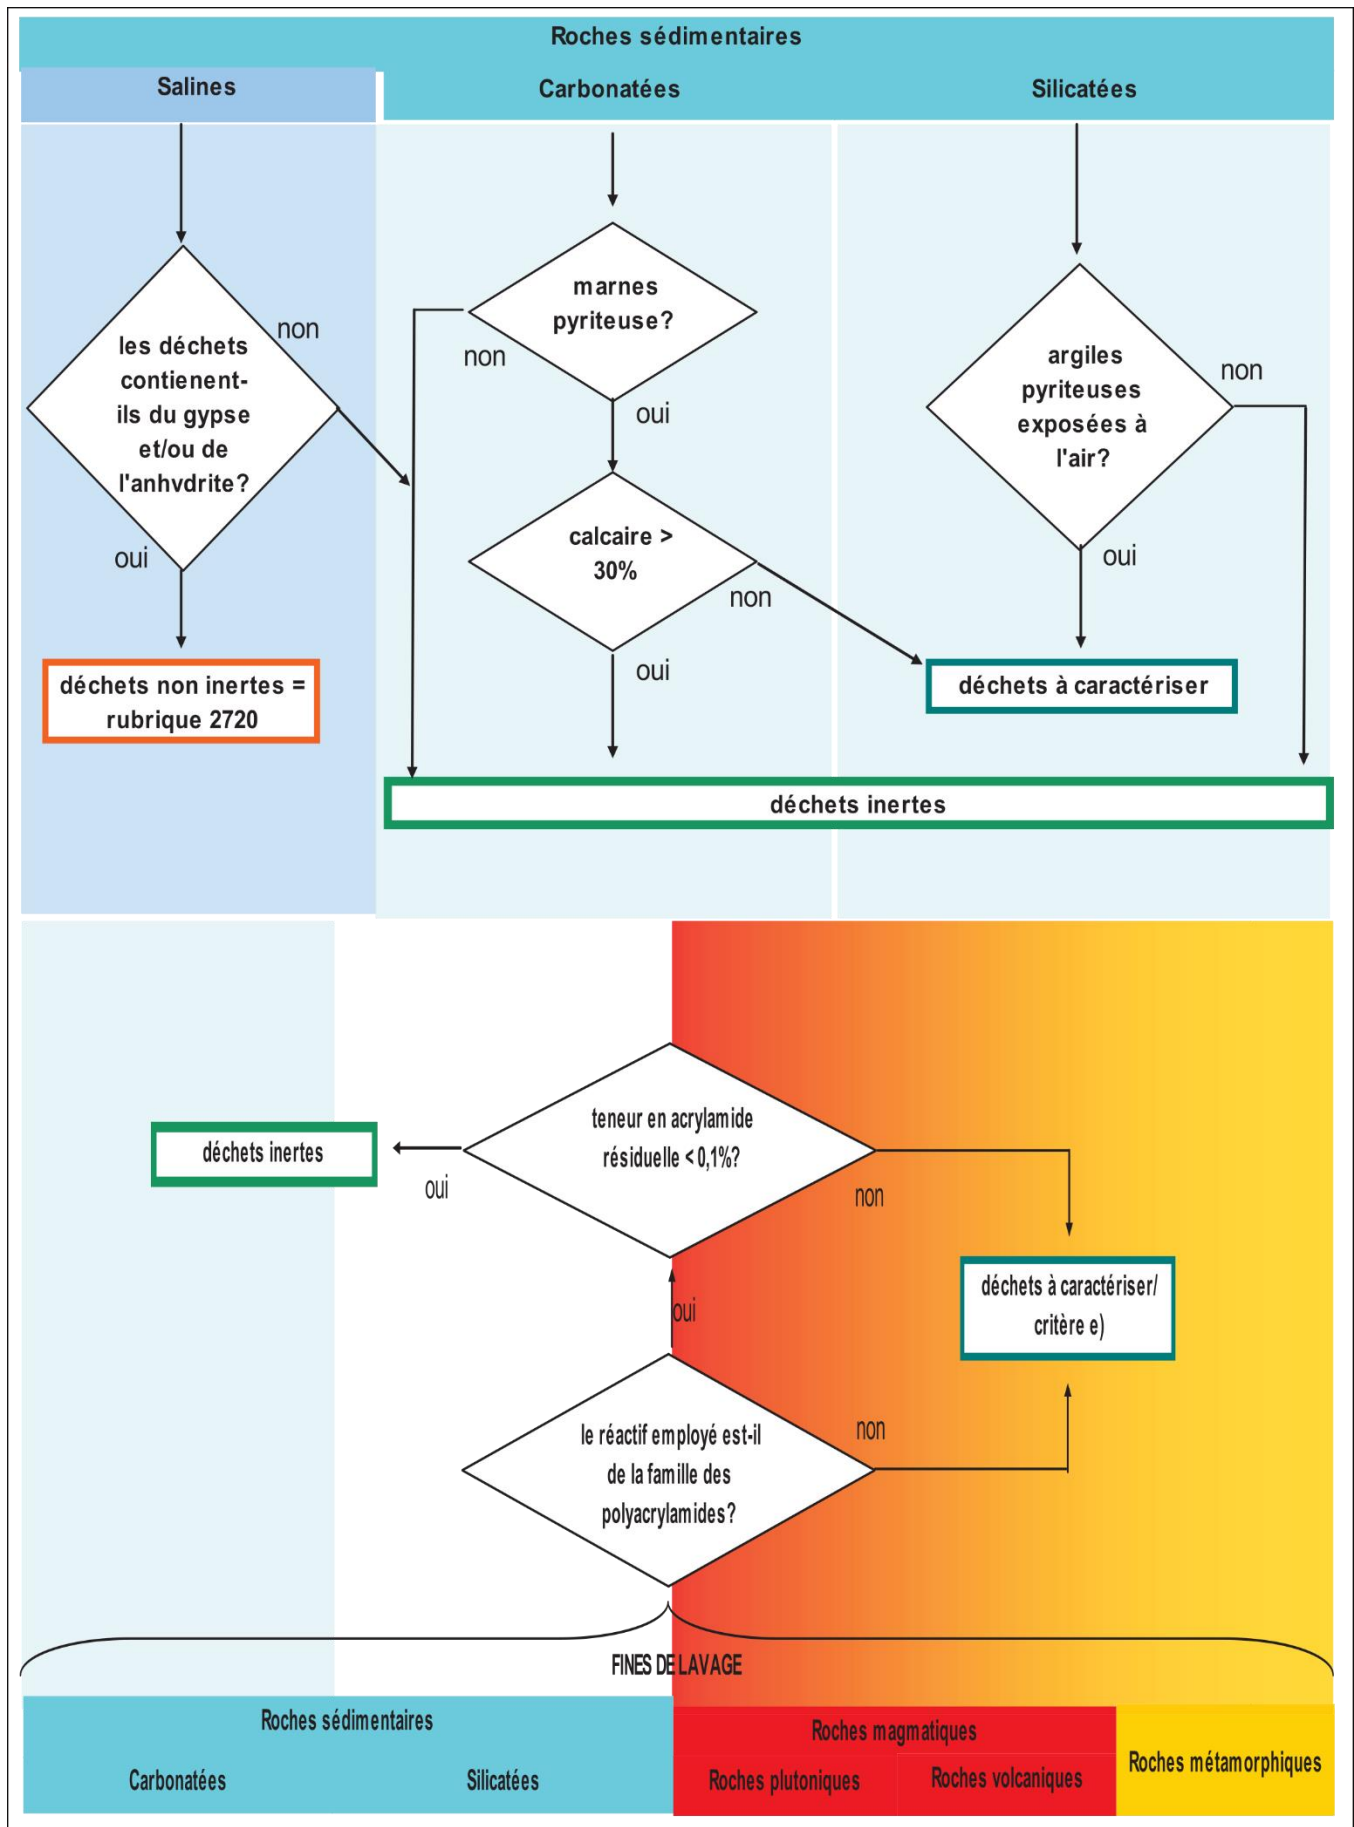 Roches sédimentaires
Salines
Carbonatées
Silicatées
les déchets
contienent-
ils du gypse
et/ou de
l'anhvdrite?
non
oui
déchets non inertes =
rubrique 2720
marnes
pyriteuse?
non
oui
calcaire >
30%
non
oui
argiles
pyriteuses
exposées à
l'air?
non
oui
déchets à caractériser
déchets inertes
teneur en acrylamide
résiduelle < 0,1%?
déchets inertes
oui
non
déchets à caractériser/
critère e)
oui
le réactif employé est-il
de la famille des
polyacrylamides?
non
FINES DE LAVAGE
Roches sédimentaires
Carbonatées
Silicatées
Roches magmatiques
Roches plutoniques
Roches volcaniques
Roches métamorphiques